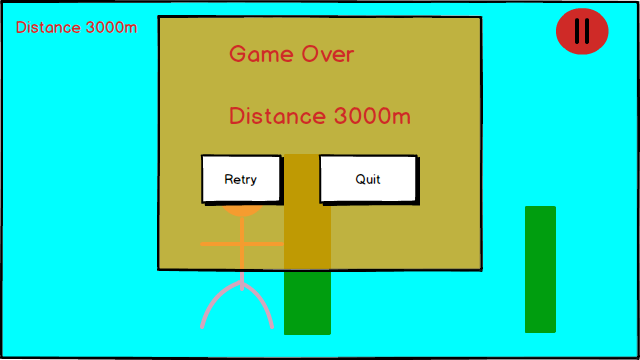 Distance 3000m
Game Over
Distance 3000m
Retry
Quit